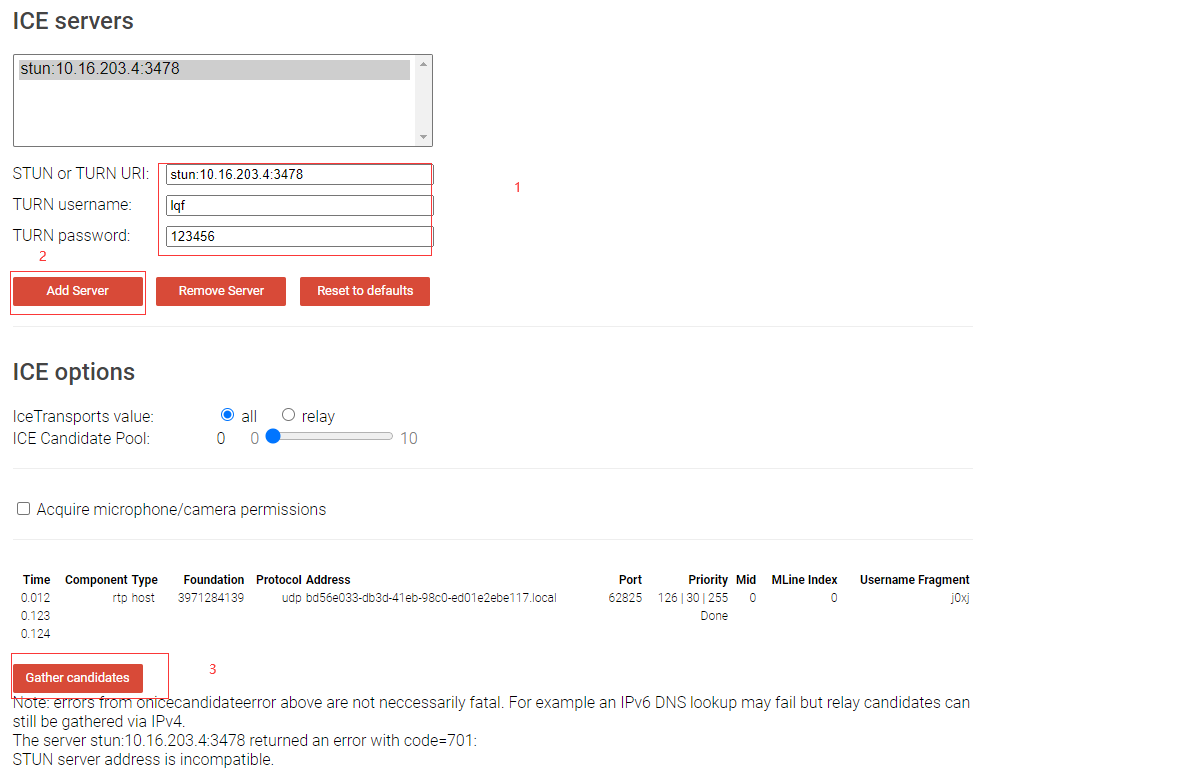 ICE servers
stun:10.16.203.4:3478
STUN or TURN URI: stun:10.16.203.4:3478
1
TURN username: lqf
TURN password: 123456
2
Add Server Remove Server Reset to defaults
ICE options
IceTransports value: all relay
ICE Candidate Pool: 0 0 10
Acquire microphone/camera permissions
Time Component Type Foundation Protocol Address Port Priority Mid MLine Index Username Fragment
0.012 rtp host 3971284139 udp bd56e033-db3d-41eb-98c0-ed01e2ebe117.local 62825 126 | 30 | 255 0 0 j0xj
0.123 Done
0.124
Gather candidates
3
Note: errors from onicecandidateerror above are not neccessarily fatal. For example an IPv6 DNS lookup may fail but relay candidates can
still be gathered via IPv4.
The server stun:10.16.203.4:3478 returned an error with code=701:
STUN server address is incompatible.